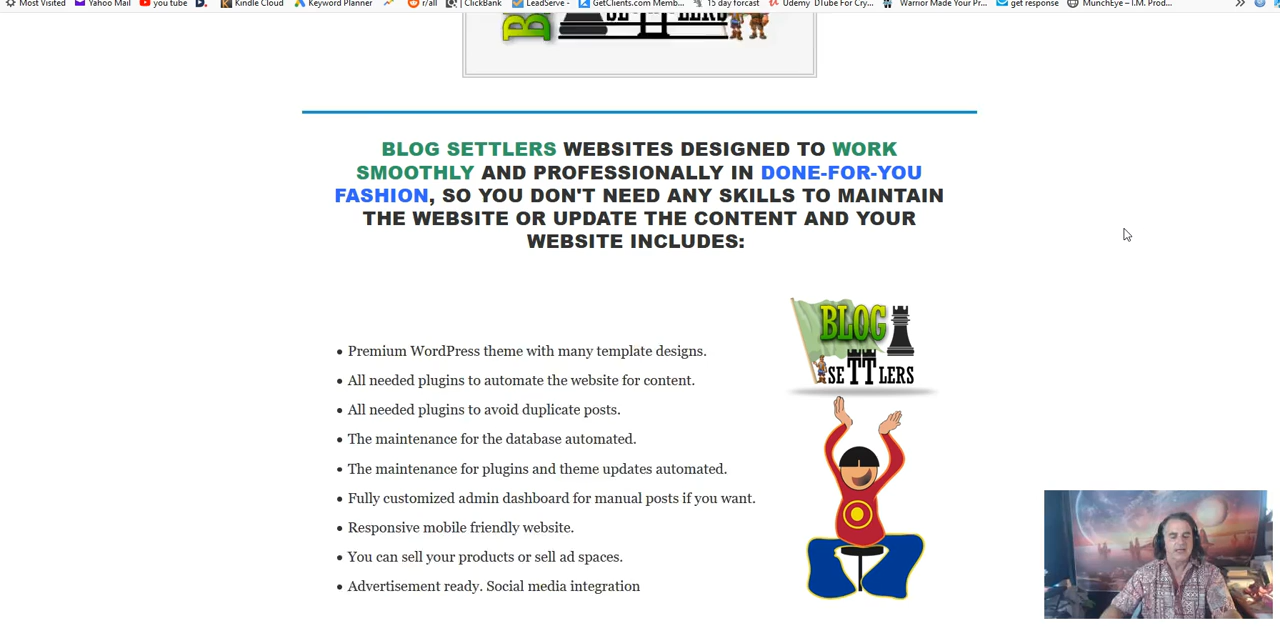 Most Visited Yahoo Mail you tube Kindle Cloud Keyword Planner r/all ClickBank LeadServe - GetClients.com Memb... 15 day forcast Udemy DTube For Cry... Warrior Made Your Pr... get response MunchEye – I.M. Prod...
SETTLERS
BLOG SETTLERS WEBSITES DESIGNED TO WORK
SMOOTHLY AND PROFESSIONALLY IN DONE-FOR-YOU
FASHION, SO YOU DON'T NEED ANY SKILLS TO MAINTAIN
THE WEBSITE OR UPDATE THE CONTENT AND YOUR
WEBSITE INCLUDES:
BLOG
SETTLERS
• Premium WordPress theme with many template designs.
• All needed plugins to automate the website for content.
• All needed plugins to avoid duplicate posts.
• The maintenance for the database automated.
• The maintenance for plugins and theme updates automated.
• Fully customized admin dashboard for manual posts if you want.
• Responsive mobile friendly website.
• You can sell your products or sell ad spaces.
• Advertisement ready. Social media integration